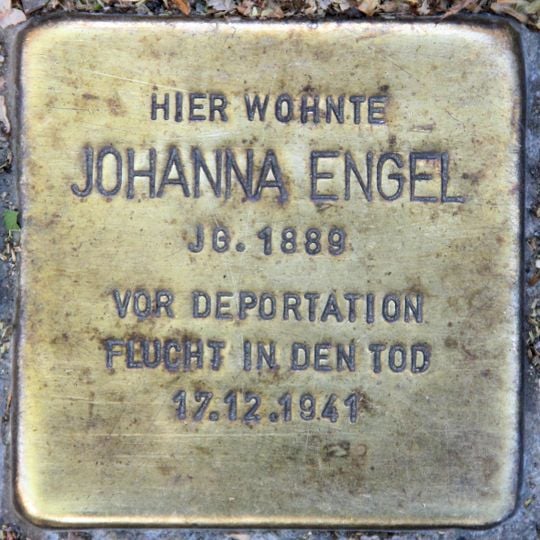 HIER WOHNTE
JOHANNA ENGEL
JG. 1889
VOR DEPORTATION
FLUCHT IN DEN TOD
17.12.1941